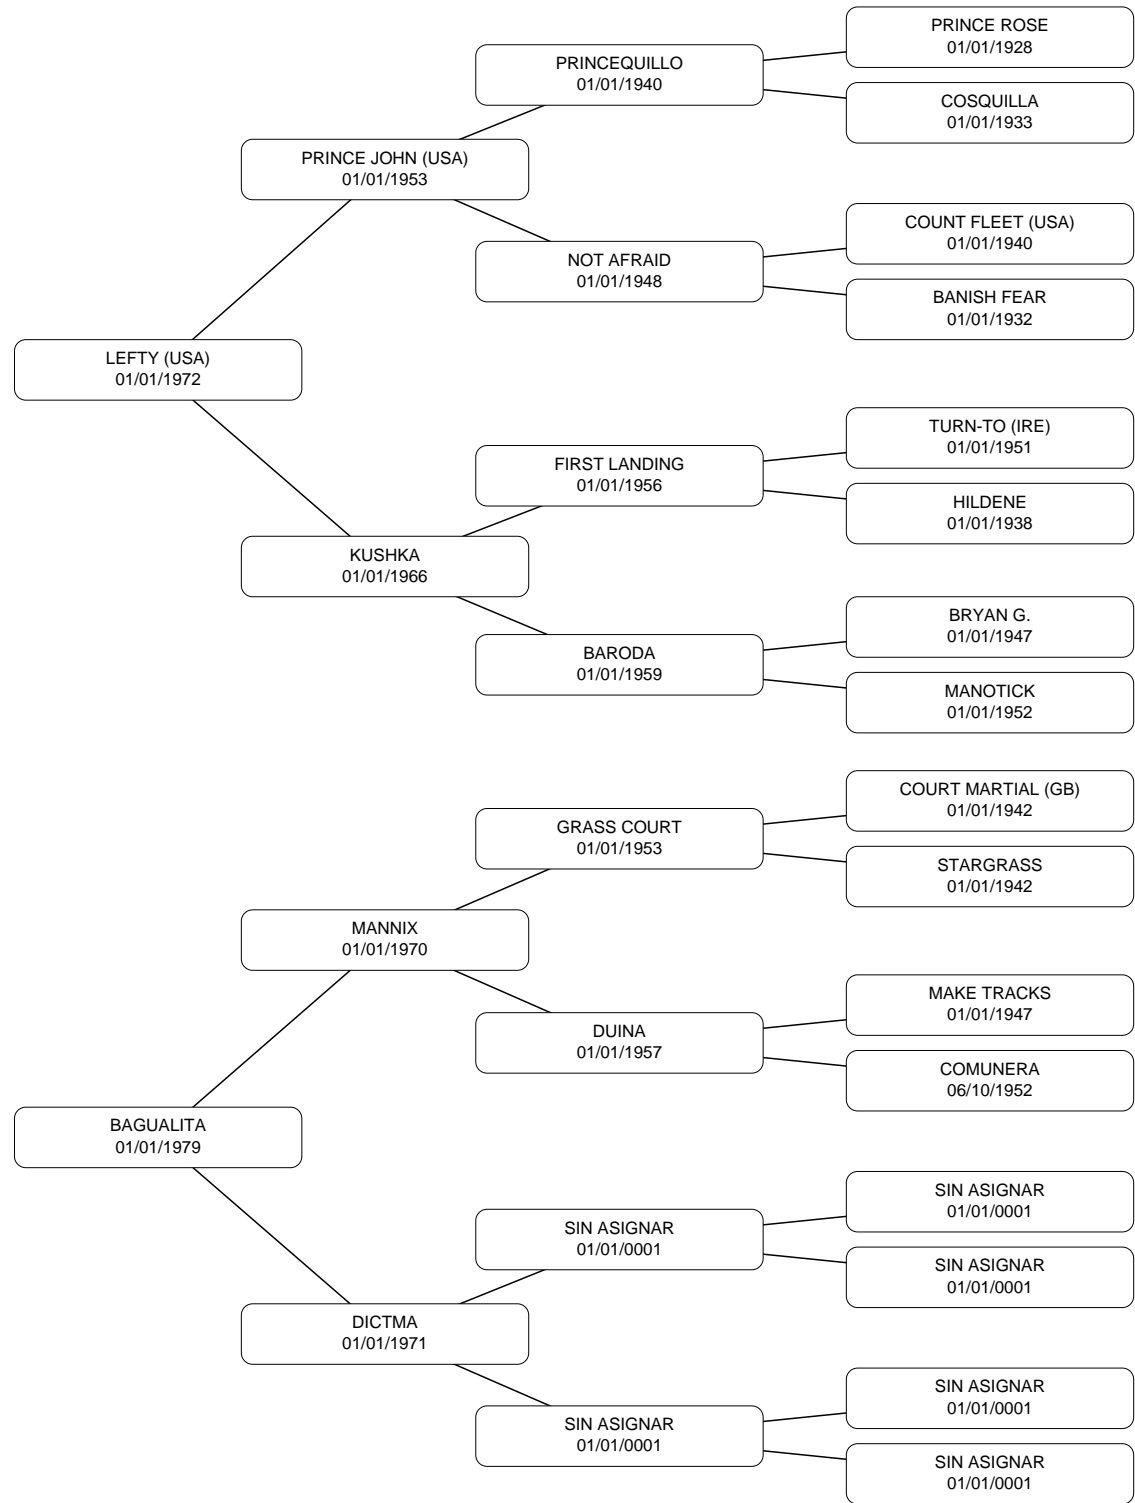 PRINCE ROSE
01/01/1928
PRINCEQUILLO
01/01/1940
COSQUILLA
01/01/1933
PRINCE JOHN (USA)
01/01/1953
COUNT FLEET (USA)
01/01/1940
NOT AFRAID
01/01/1948
BANISH FEAR
01/01/1932
LEFTY (USA)
01/01/1972
TURN-TO (IRE)
01/01/1951
FIRST LANDING
01/01/1956
HILDENE
01/01/1938
KUSHKA
01/01/1966
BRYAN G.
01/01/1947
BARODA
01/01/1959
MANOTICK
01/01/1952
COURT MARTIAL (GB)
01/01/1942
GRASS COURT
01/01/1953
STARGRASS
01/01/1942
MANNIX
01/01/1970
MAKE TRACKS
01/01/1947
DUINA
01/01/1957
COMUNERA
06/10/1952
BAGUALITA
01/01/1979
SIN ASIGNAR
01/01/0001
SIN ASIGNAR
01/01/0001
SIN ASIGNAR
01/01/0001
DICTMA
01/01/1971
SIN ASIGNAR
01/01/0001
SIN ASIGNAR
01/01/0001
SIN ASIGNAR
01/01/0001